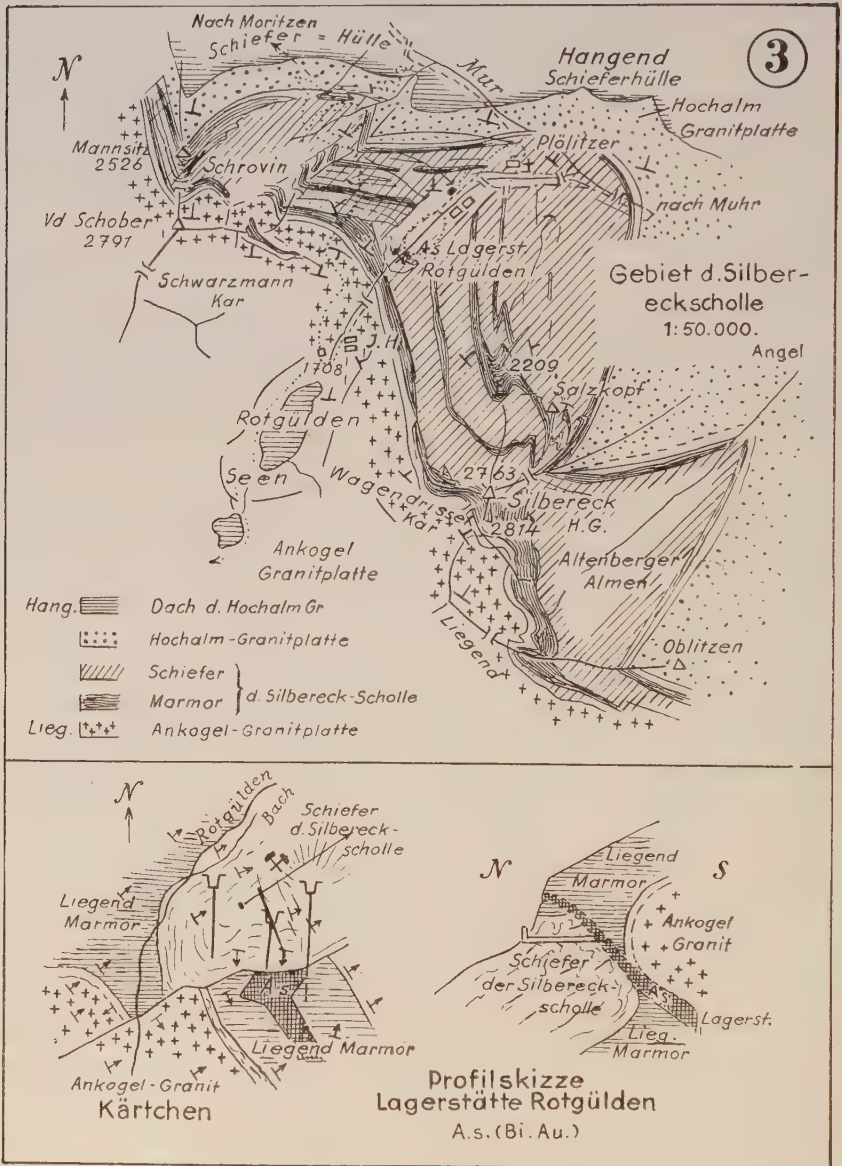 3
N
Nach Moritzen
Schiefer = Hülle
Mur
Hangend
Schieferhülle
Hochalm
Granitplatte
Mannsitz
2526
Schrovin
Plölitzer
nach Muhr
Vd Schober
2791
As Lagerst.
Rotgülden
Schwarzmann
Kar
Gebiet d. Silber-
eckscholle
1:50.000.
Angel
J.H.
1708
2209
Salzkopf
Rotgülden
Seen
2763
Silbereck
H.G.
2814
Wagendrissel
Kar
Ankogel
Granitplatte
Altenberger
Almen
Liegend
Oblitzen
Hang. Dach d. Hochalm Gr
Hochalm-Granitplatte
Schiefer
Marmor
d. Silbereck-Scholle
Lieg. Ankogel-Granitplatte
N
Rotgülden
Bach
Schiefer
d. Silbereck-
scholle
Liegend
Marmor
A.s.
Liegend Marmor
Ankogel-Granit
Kärtchen
N
S
Liegend
Marmor
Ankogel
Granit
Schiefer
der Silbereck-
scholle
A.S.
Lagerst.
Lieg.
Marmor
Profilskizze
Lagerstätte Rotgülden
A.s. (Bi. Au.)